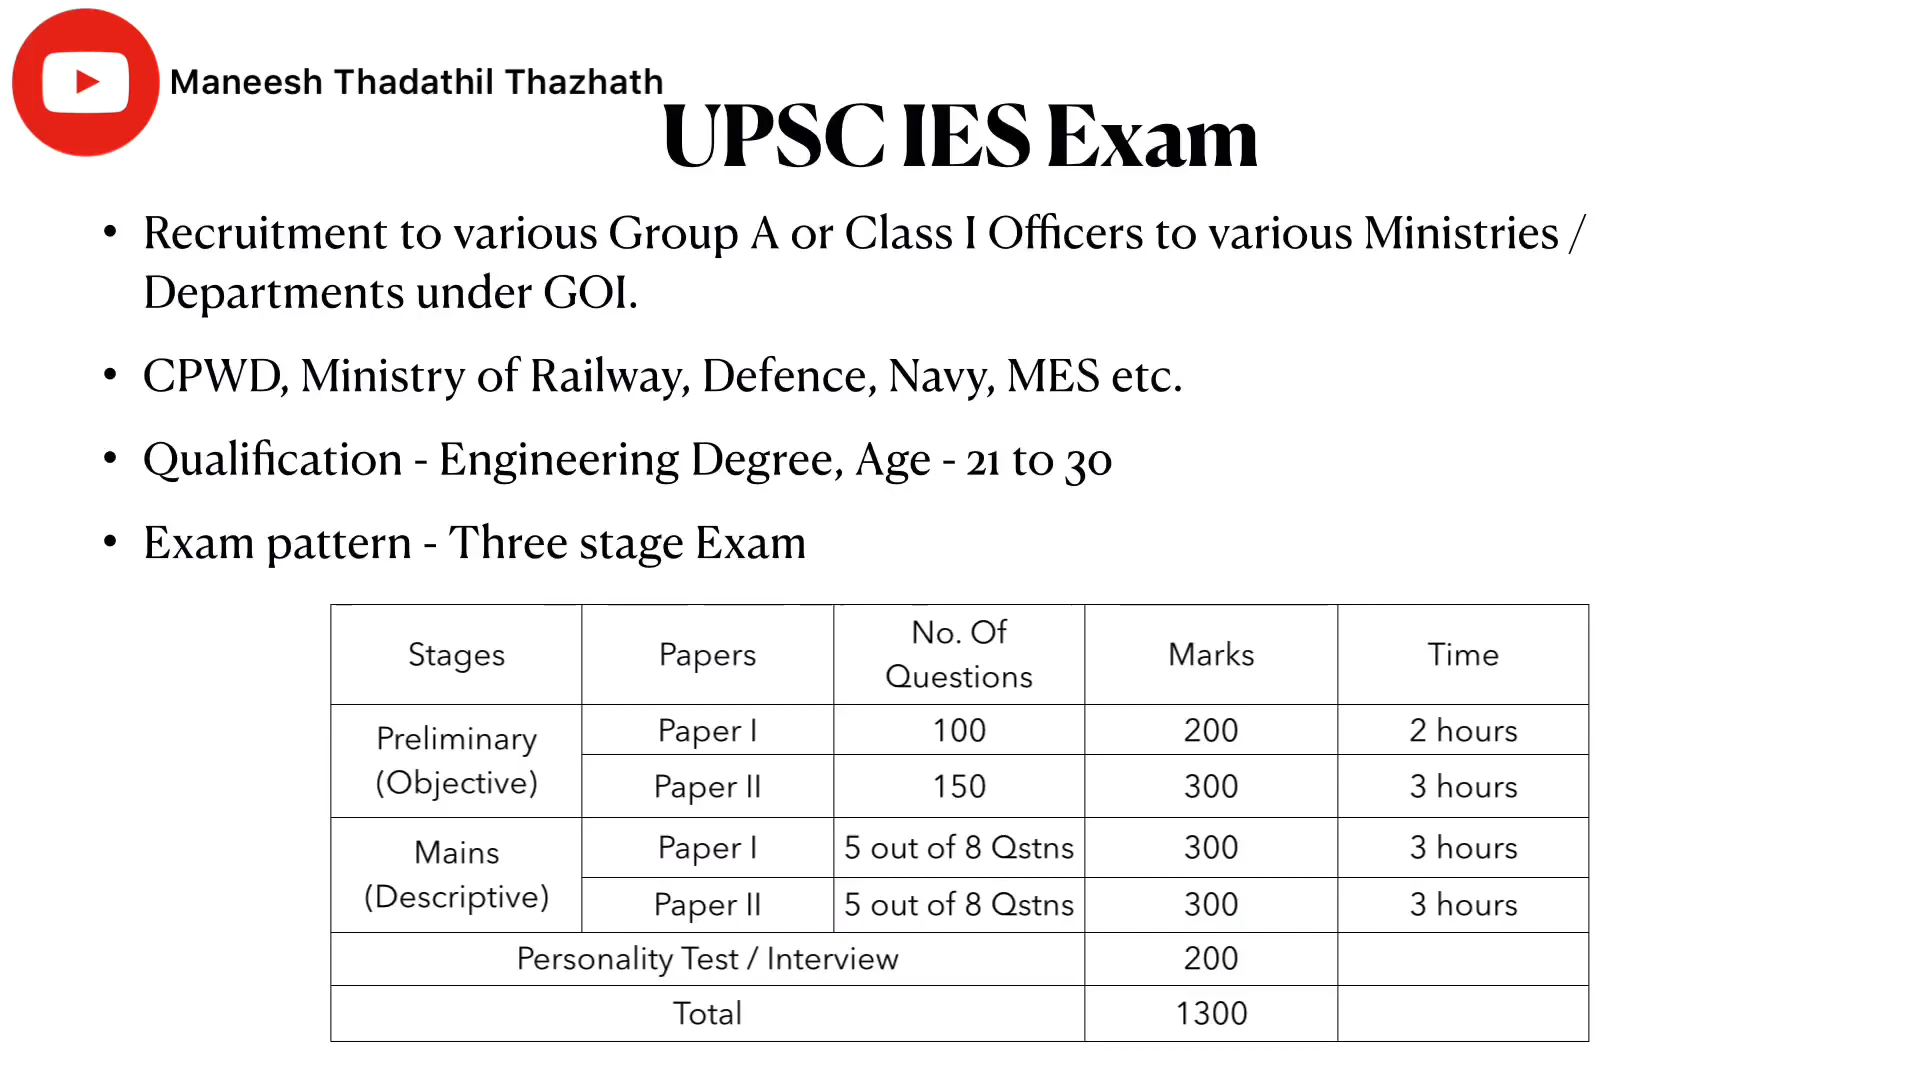 Maneesh Thadathil Thazhath
UPSC IES Exam
• Recruitment to various Group A or Class I Officers to various Ministries /
Departments under GOI.
• CPWD, Ministry of Railway, Defence, Navy, MES etc.
• Qualification - Engineering Degree, Age - 21 to 30
• Exam pattern - Three stage Exam
Stages Papers No. Of Questions Marks Time
Preliminary (Objective) Paper I 100 200 2 hours
Paper II 150 300 3 hours
Mains (Descriptive) Paper I 5 out of 8 Qstns 300 3 hours
Paper II 5 out of 8 Qstns 300 3 hours
Personality Test / Interview 200
Total 1300